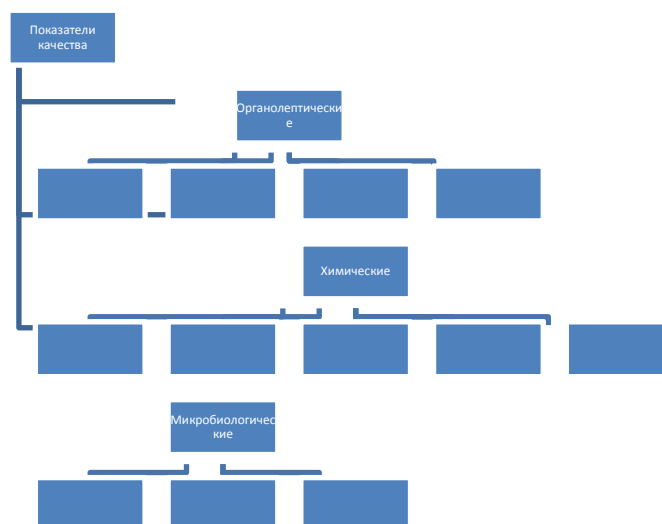 Показатели
качества
Органолептически
е
Химические
Микробиологичес
кие